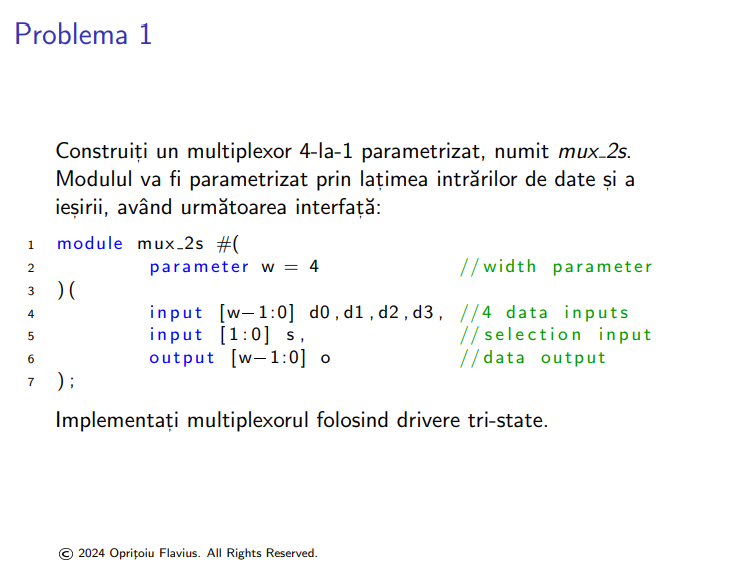 Problema 1
Construiți un multiplexor 4-la-1 parametrizat, numit mux_2s.
Modulul va fi parametrizat prin lațimea intrărilor de date și a
ieșirii, având următoarea interfață:
1 module mux_2s #(
2 parameter w = 4 //width parameter
3 )(
4 input [w-1:0] d0,d1,d2,d3, //4 data inputs
5 input [1:0] s, //selection input
6 output [w-1:0] o //data output
7 );
Implementați multiplexorul folosind drivere tri-state.
© 2024 Oprițoiu Flavius. All Rights Reserved.